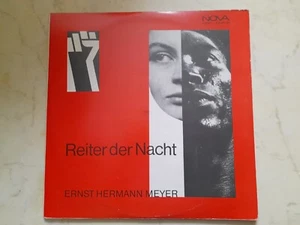 NOVA
Reiter der Nacht
ERNST HERMANN MEYER